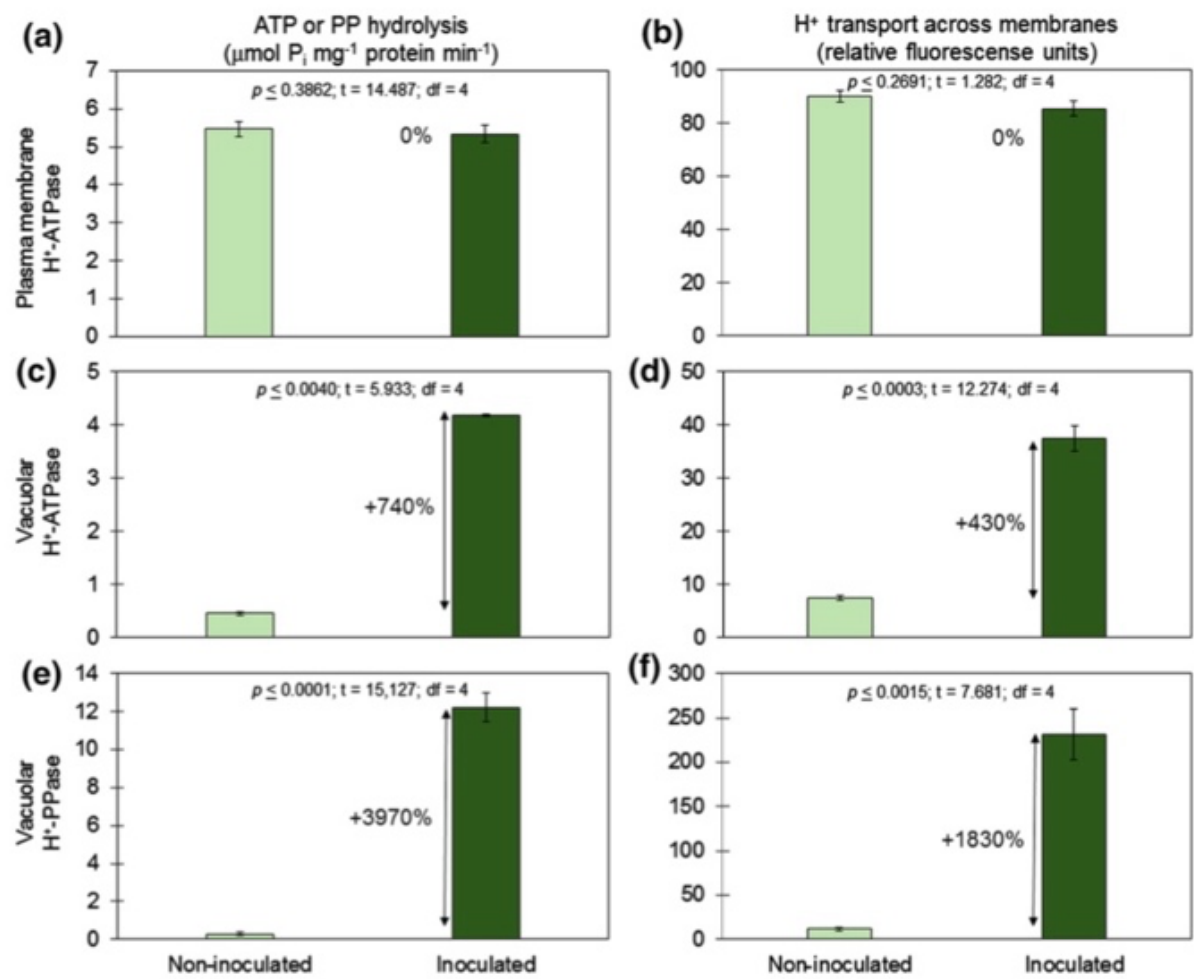 (a)
ATP or PP hydrolysis
(μmol Pi mg-1 protein min-1)
(b)
H+ transport across membranes
(relative fluorescense units)
Plasma membrane
H+-ATPase
7
6
5
4
3
2
1
0
p ≤ 0.3862; t = 14.487; df = 4
0%
100
80
60
40
20
0
p ≤ 0.2691; t = 1.282; df = 4
0%
(c)
Vacuolar
H+-ATPase
5
4
3
2
1
0
p ≤ 0.0040; t = 5.933; df = 4
+740%
(d)
50
40
30
20
10
0
p ≤ 0.0003; t = 12.274; df = 4
+430%
(e)
Vacuolar
H+-PPase
14
12
10
8
6
4
2
0
p ≤ 0.0001; t = 15,127; df = 4
+3970%
(f)
300
250
200
150
100
50
0
p ≤ 0.0015; t = 7.681; df = 4
+1830%
Non-inoculated
Inoculated
Non-inoculated
Inoculated